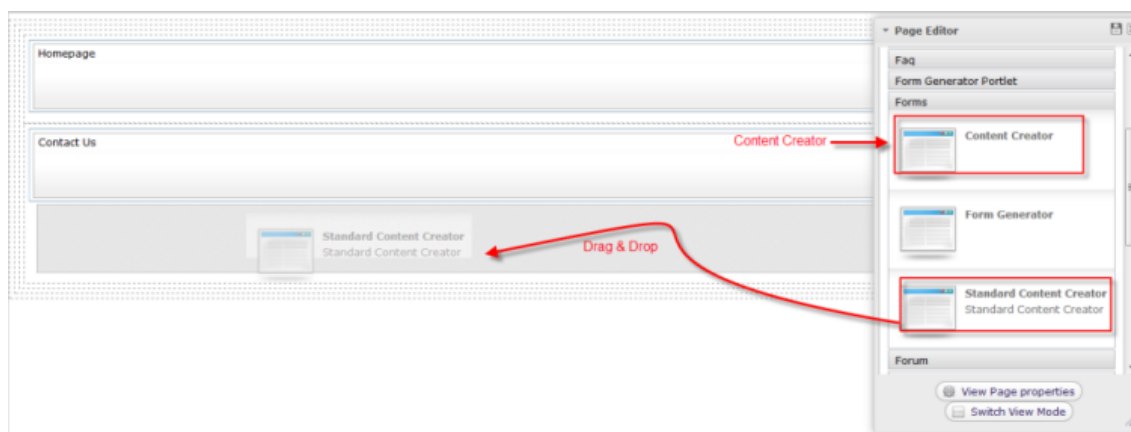 Homepage
Contact Us
Content Creator
Standard Content Creator
Standard Content Creator
Drag & Drop
Page Editor
Faq
Form Generator Portlet
Forms
Content Creator
Form Generator
Standard Content Creator
Standard Content Creator
Forum
View Page properties
Switch View Mode